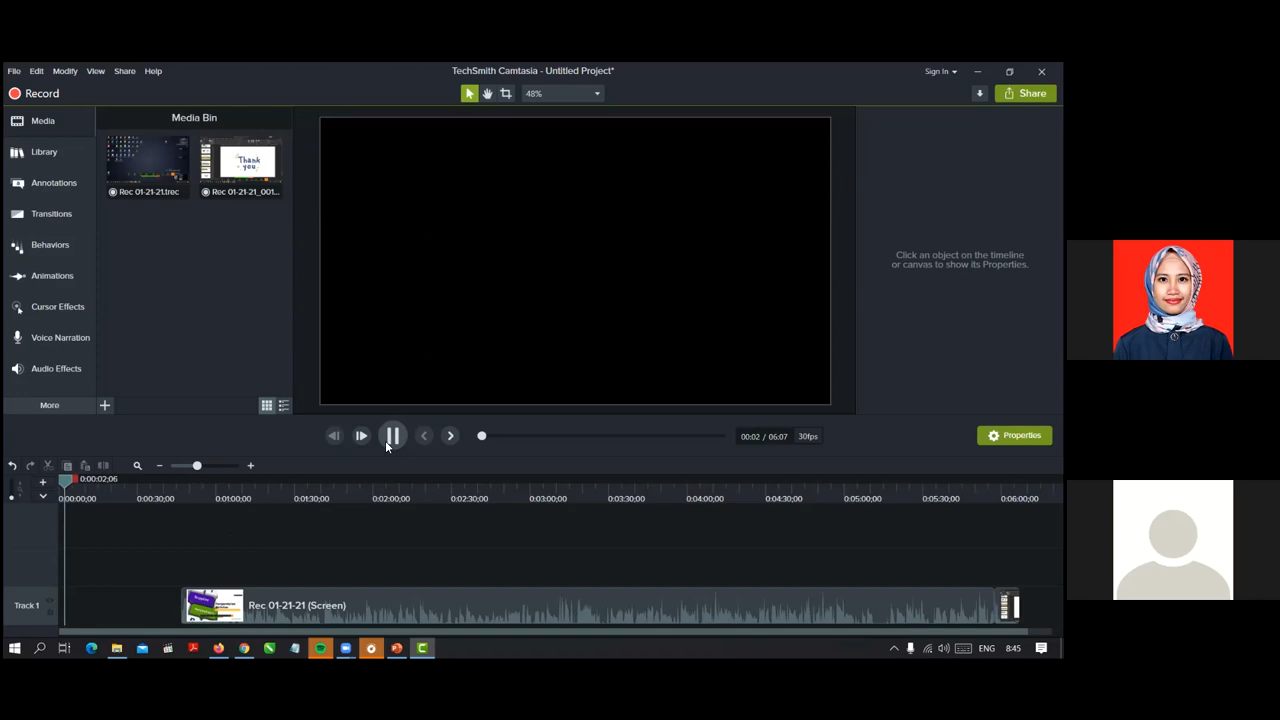 File Edit Modify View Share Help
TechSmith Camtasia - Untitled Project*
Sign In
Record
48%
Share
Media
Library
Annotations
Transitions
Behaviors
Animations
Cursor Effects
Voice Narration
Audio Effects
More
Media Bin
Thank
you
Rec 01-21-21.trec
Rec 01-21-21_001...
Click an object on the timeline
or canvas to show its Properties.
00:02 / 06:07 30fps
Properties
0:00:02;06
0:00:00;00 0:00:30;00 0:01:00;00 0:01:30;00 0:02:00;00 0:02:30;00 0:03:00;00 0:03:30;00 0:04:00;00 0:04:30;00 0:05:00;00 0:05:30;00 0:06:00;00
Track 1
Rec 01-21-21 (Screen)
ENG 8:45